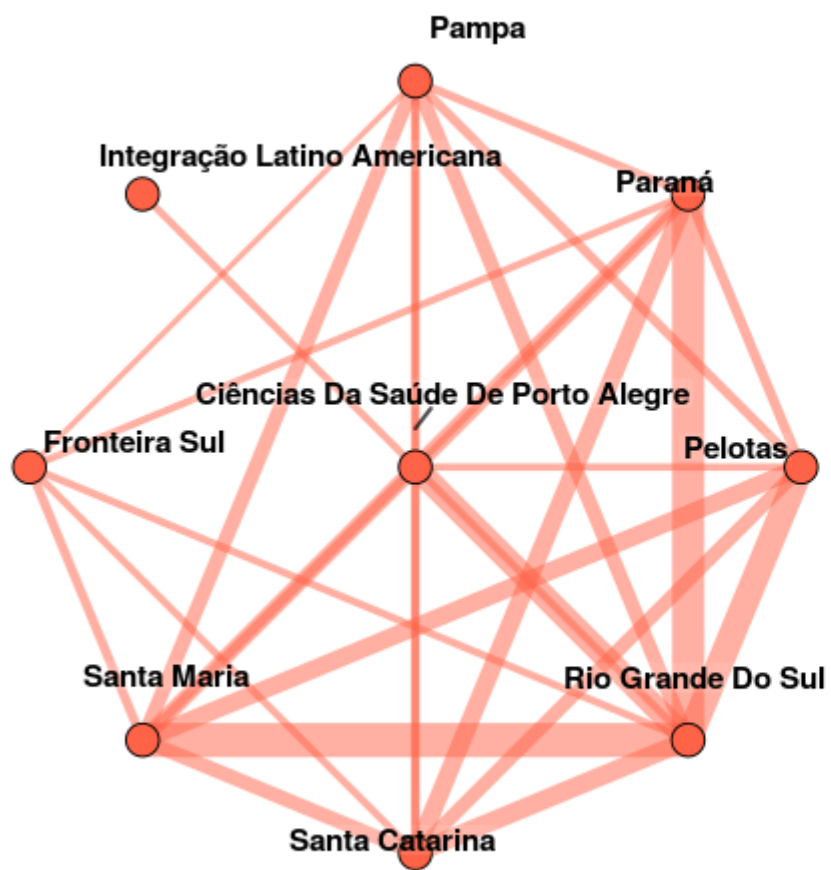 Pampa
Integração Latino Americana
Paraná
Ciências Da Saúde De Porto Alegre
Fronteira Sul
Pelotas
Santa Maria
Rio Grande Do Sul
Santa Catarina